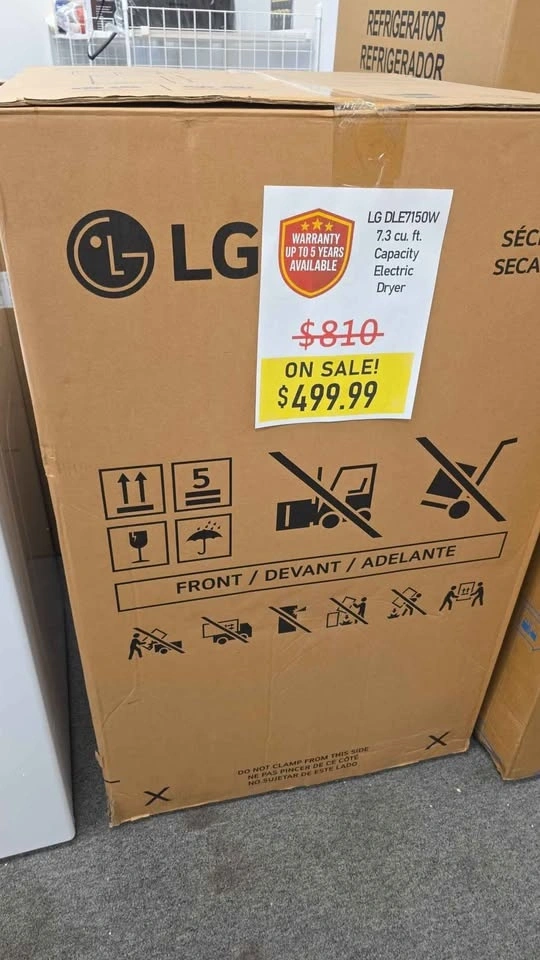 REFRIGERATOR
REFRIGERADOR
LG
WARRANTY
UP TO 5 YEARS
AVAILABLE
LG DLE7150W
7.3 cu. ft.
Capacity
Electric
Dryer
$810
ON SALE!
$499.99
SÉC
SECA
5
FRONT / DEVANT / ADELANTE
DO NOT CLAMP FROM THIS SIDE
NE PAS PINCER DE CE CÔTÉ
NO SUJETAR DE ESTE LADO